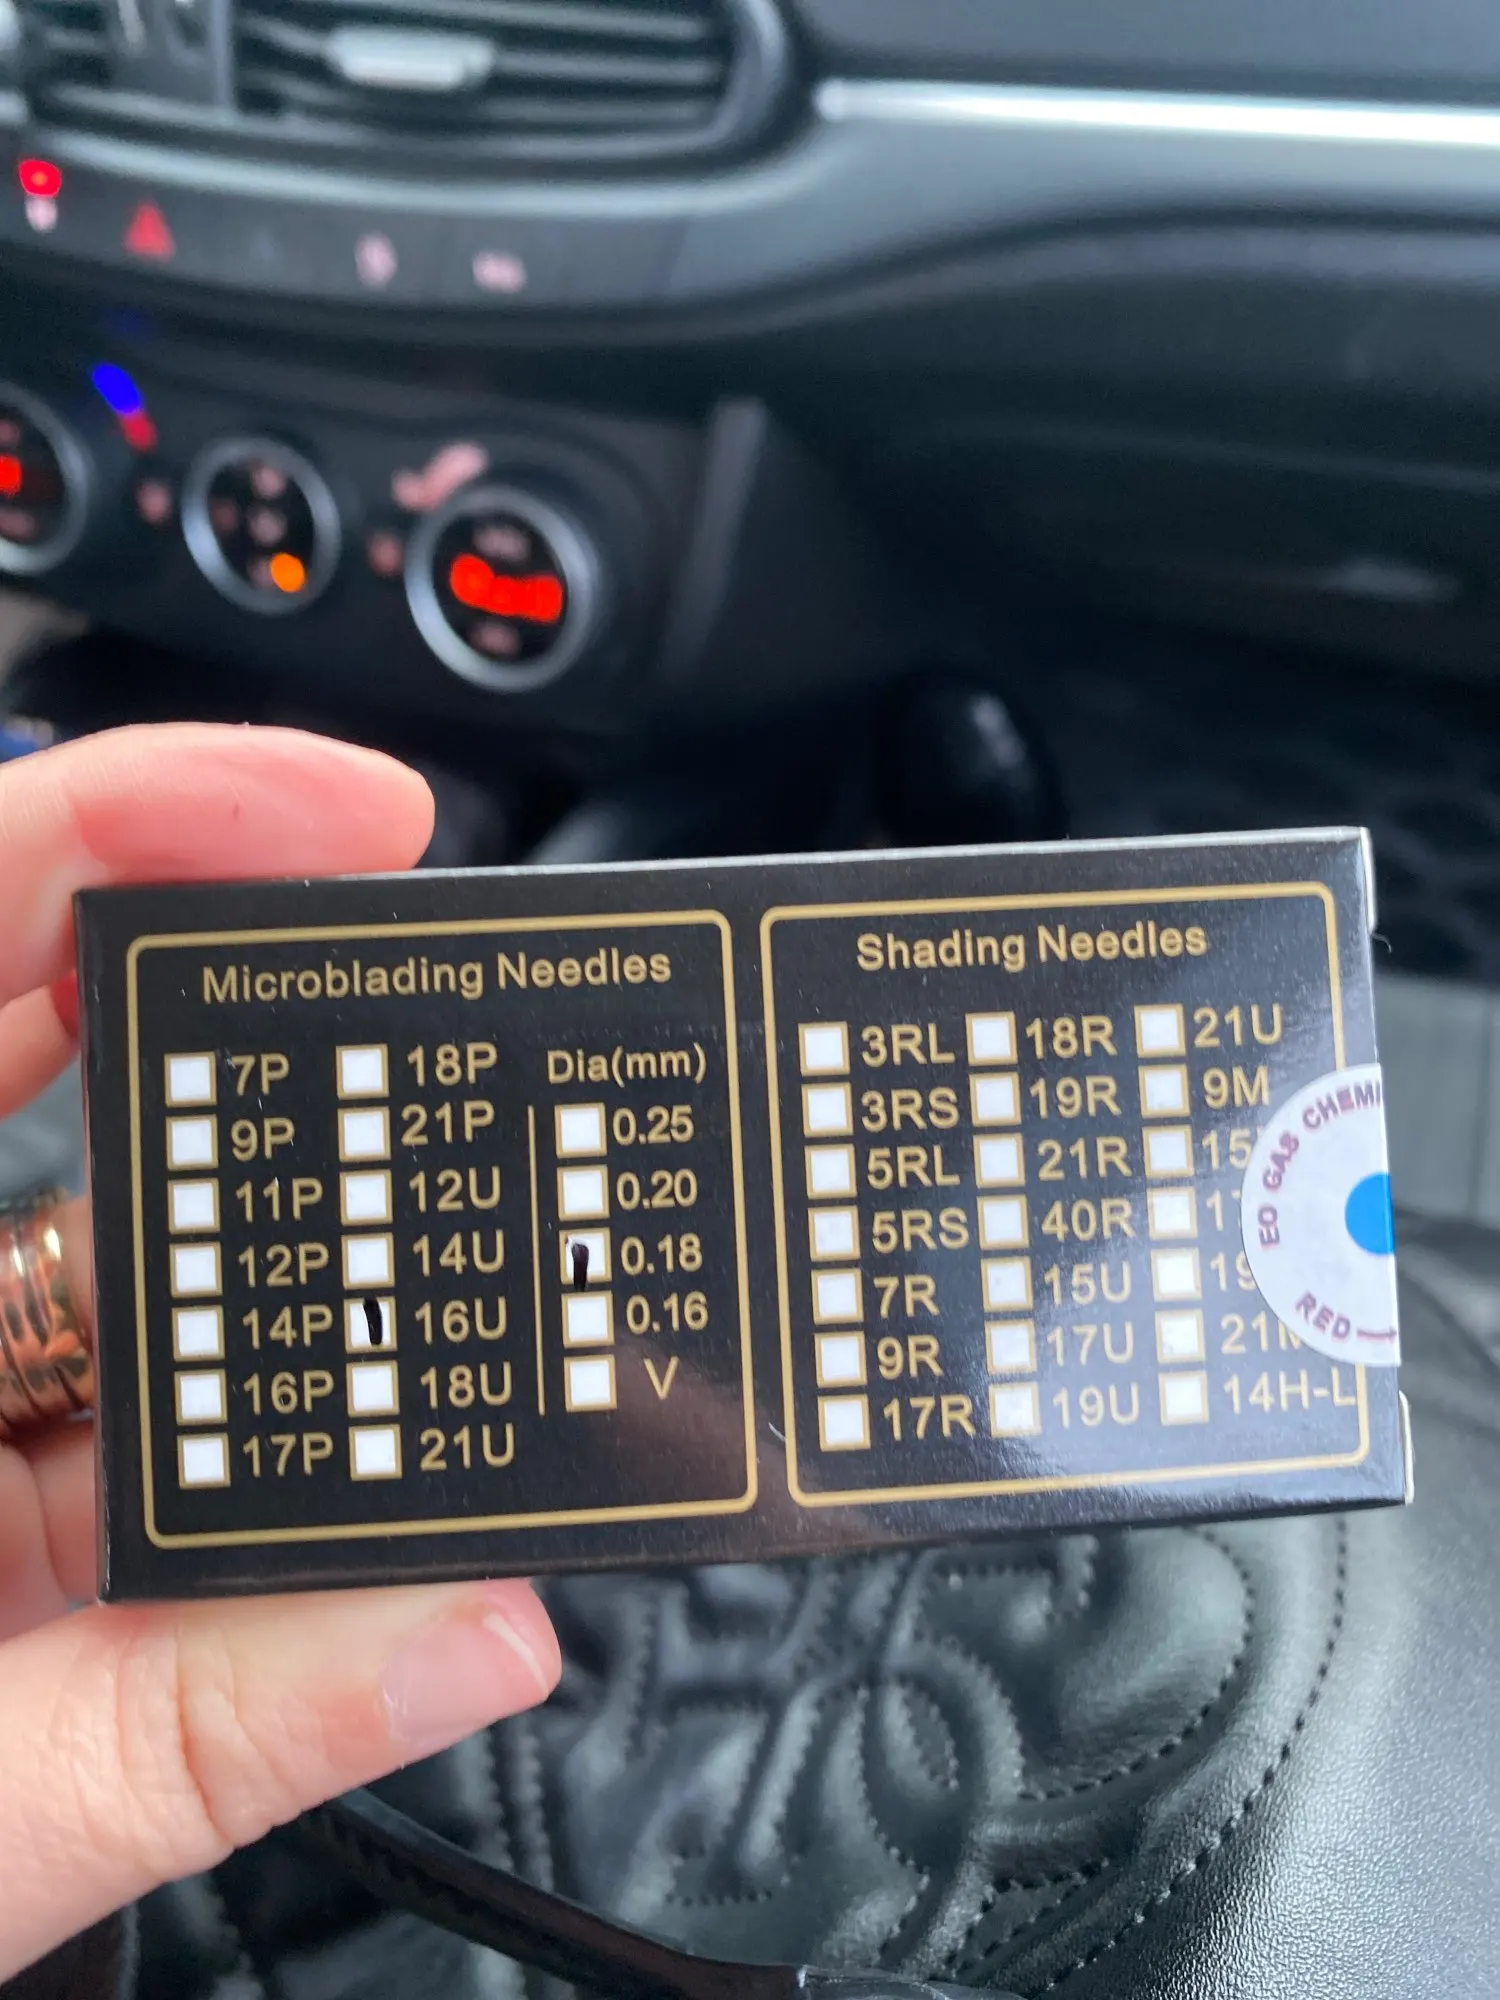 Microblading Needles
7P 18P Dia(mm)
9P 21P 0.25
11P 12U 0.20
12P 14U 0.18
14P 16U 0.16
16P 18U V
17P 21U
Shading Needles
3RL 18R 21U
3RS 19R 9M
5RL 21R
5RS 40R
7R 15U
9R 17U
17R 19U 14H-L
EO GAS
RED